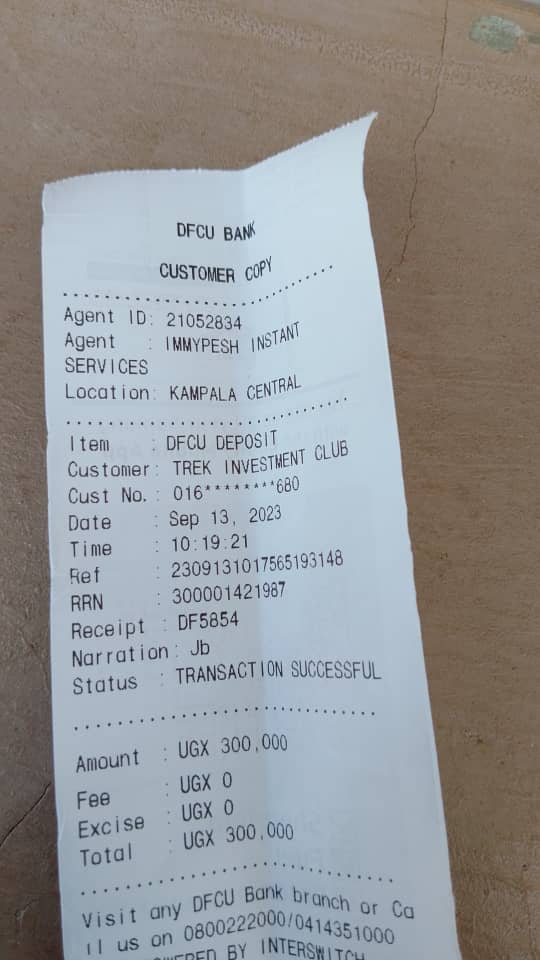 DFCU BANK
CUSTOMER COPY
Agent ID: 21052834
Agent : IMMYPESH INSTANT
SERVICES
Location: KAMPALA CENTRAL
Item : DFCU DEPOSIT
Customer: TREK INVESTMENT CLUB
Cust No. : 016********680
Date : Sep 13, 2023
Time : 10:19:21
Ref : 2309131017565193148
RRN : 300001421987
Receipt : DF5854
Narration: Jb
Status : TRANSACTION SUCCESSFUL
Amount : UGX 300,000
Fee : UGX 0
Excise : UGX 0
Total : UGX 300,000
Visit any DFCU Bank branch or Ca
ll us on 0800222000/0414351000
POWERED BY INTERSWITCH